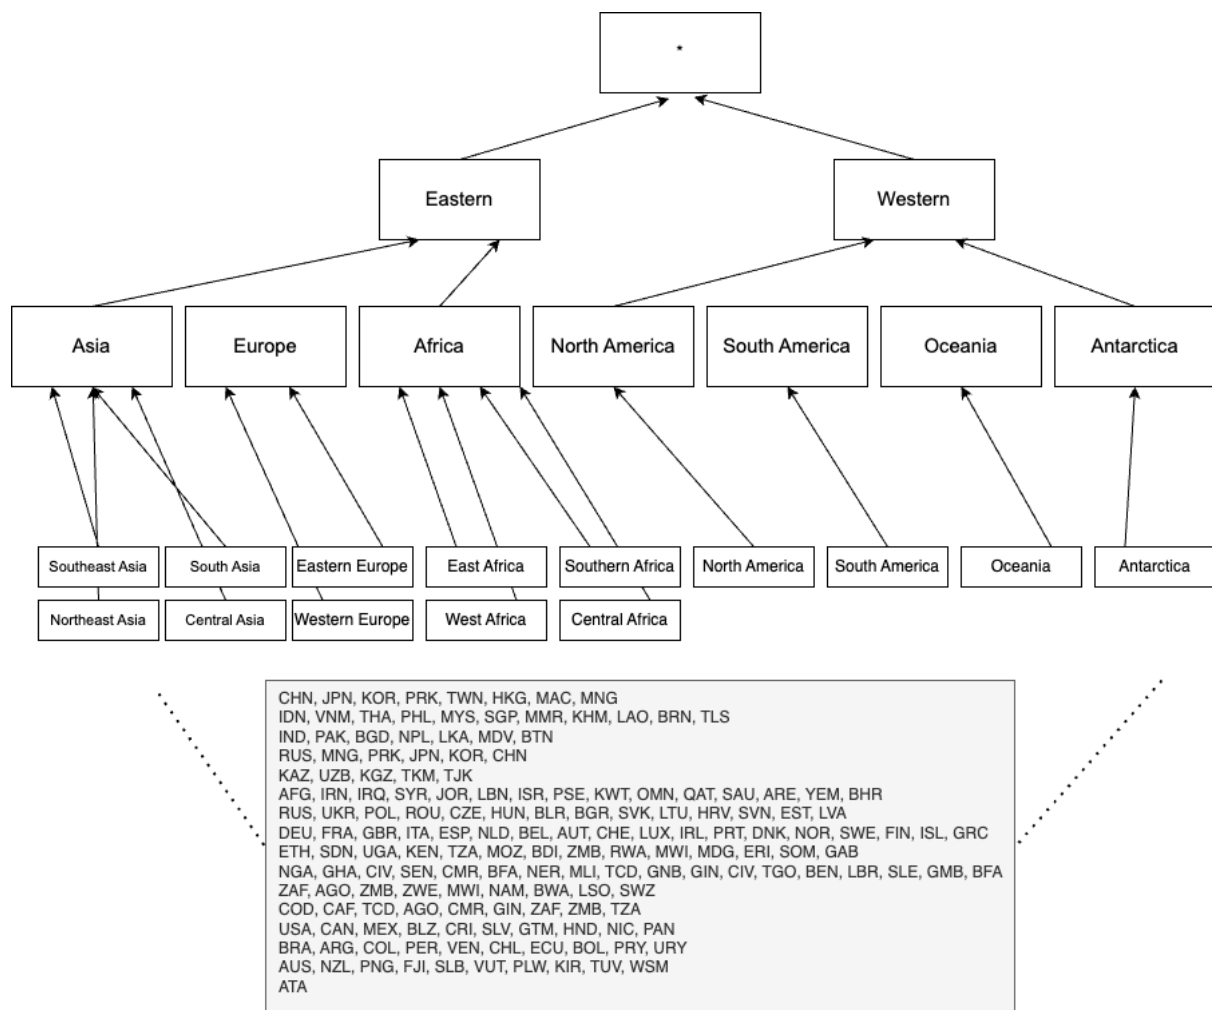 *
Eastern
Western
Asia
Europe
Africa
North America
South America
Oceania
Antarctica
Southeast Asia
South Asia
Eastern Europe
East Africa
Southern Africa
North America
South America
Oceania
Antarctica
Northeast Asia
Central Asia
Western Europe
West Africa
Central Africa
CHN, JPN, KOR, PRK, TWN, HKG, MAC, MNG
IDN, VNM, THA, PHL, MYS, SGP, MMR, KHM, LAO, BRN, TLS
IND, PAK, BGD, NPL, LKA, MDV, BTN
RUS, MNG, PRK, JPN, KOR, CHN
KAZ, UZB, KGZ, TKM, TJK
AFG, IRN, IRQ, SYR, JOR, LBN, ISR, PSE, KWT, OMN, QAT, SAU, ARE, YEM, BHR
RUS, UKR, POL, ROU, CZE, HUN, BLR, BGR, SVK, LTU, HRV, SVN, EST, LVA
DEU, FRA, GBR, ITA, ESP, NLD, BEL, AUT, CHE, LUX, IRL, PRT, DNK, NOR, SWE, FIN, ISL, GRC
ETH, SDN, UGA, KEN, TZA, MOZ, BDI, ZMB, RWA, MWI, MDG, ERI, SOM, GAB
NGA, GHA, CIV, SEN, CMR, BFA, NER, MLI, TCD, GNB, GIN, CIV, TGO, BEN, LBR, SLE, GMB, BFA
ZAF, AGO, ZMB, ZWE, MWI, NAM, BWA, LSO, SWZ
COD, CAF, TCD, AGO, CMR, GIN, ZAF, ZMB, TZA
USA, CAN, MEX, BLZ, CRI, SLV, GTM, HND, NIC, PAN
BRA, ARG, COL, PER, VEN, CHL, ECU, BOL, PRY, URY
AUS, NZL, PNG, FJI, SLB, VUT, PLW, KIR, TUV, WSM
ATA